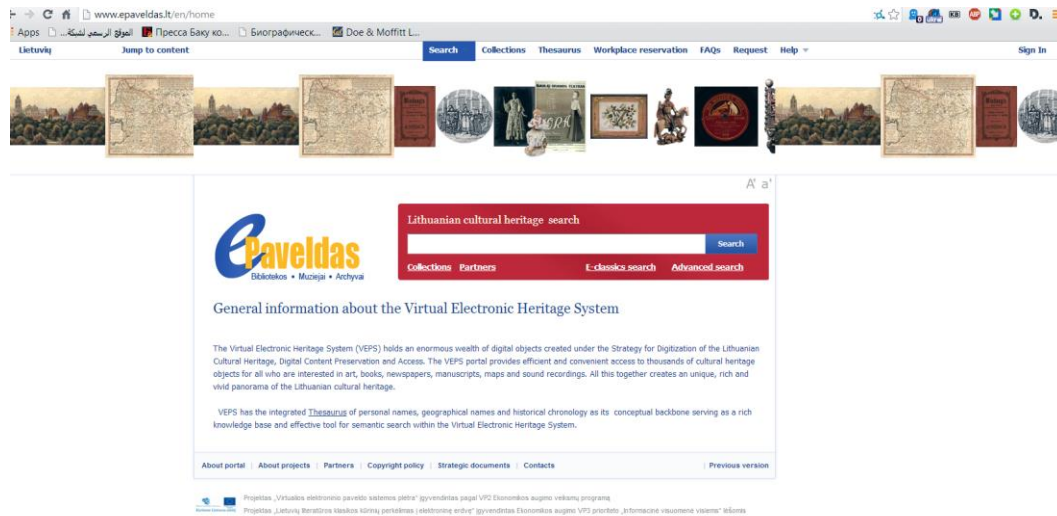 www.epaveldas.lt/en/home
Apps الموقع الرسمي لشبكة... Пресса Баку ко... Биографическ... Doe & Moffitt L...
Lietuvių Jump to content Search Collections Thesaurus Workplace reservation FAQs Request Help Sign In
A' a'
Lithuanian cultural heritage search
Search
Collections Partners E-classics search Advanced search
ePaveldas
Bibliotekos • Muziejai • Archyvai
General information about the Virtual Electronic Heritage System
The Virtual Electronic Heritage System (VEPS) holds an enormous wealth of digital objects created under the Strategy for Digitization of the Lithuanian
Cultural Heritage, Digital Content Preservation and Access. The VEPS portal provides efficient and convenient access to thousands of cultural heritage
objects for all who are interested in art, books, newspapers, manuscripts, maps and sound recordings. All this together creates an unique, rich and
vivid panorama of the Lithuanian cultural heritage.
VEPS has the integrated Thesaurus of personal names, geographical names and historical chronology as its conceptual backbone serving as a rich
knowledge base and effective tool for semantic search within the Virtual Electronic Heritage System.
About portal | About projects | Partners | Copyright policy | Strategic documents | Contacts | Previous version
Projektas „Virtualios elektroninio paveldo sistemos plėtra" įgyvendintas pagal VP2 Ekonomikos augimo veiksmų programą
Projektas „Lietuvių literatūros klasikos kūrinių perkėlimas į elektroninę erdvę" įgyvendintas Ekonomikos augimo VP3 prioriteto „Informacinė visuomenė visiems" lėšomis